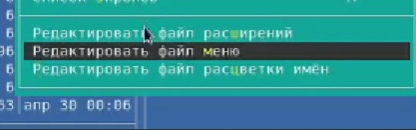 Редактировать файл расширений
Редактировать файл меню
Редактировать файл расцветки имён
апр 30 00:06